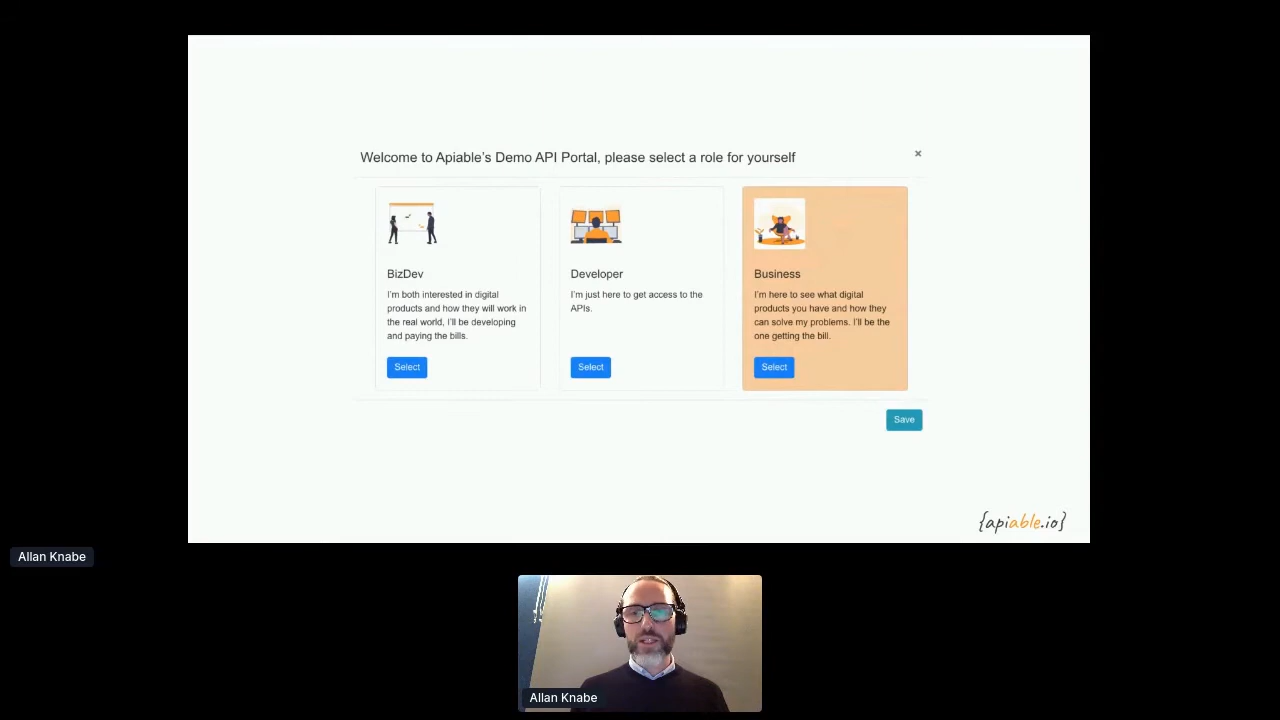 Welcome to Apiable's Demo API Portal, please select a role for yourself
×
BizDev
I'm both interested in digital
products and how they will work in
the real world, I'll be developing
and paying the bills.
Select
Developer
I'm just here to get access to the
APIs.
Select
Business
I'm here to see what digital
products you have and how they
can solve my problems. I'll be the
one getting the bill.
Select
Save
{apiable.io}
Allan Knabe
Allan Knabe